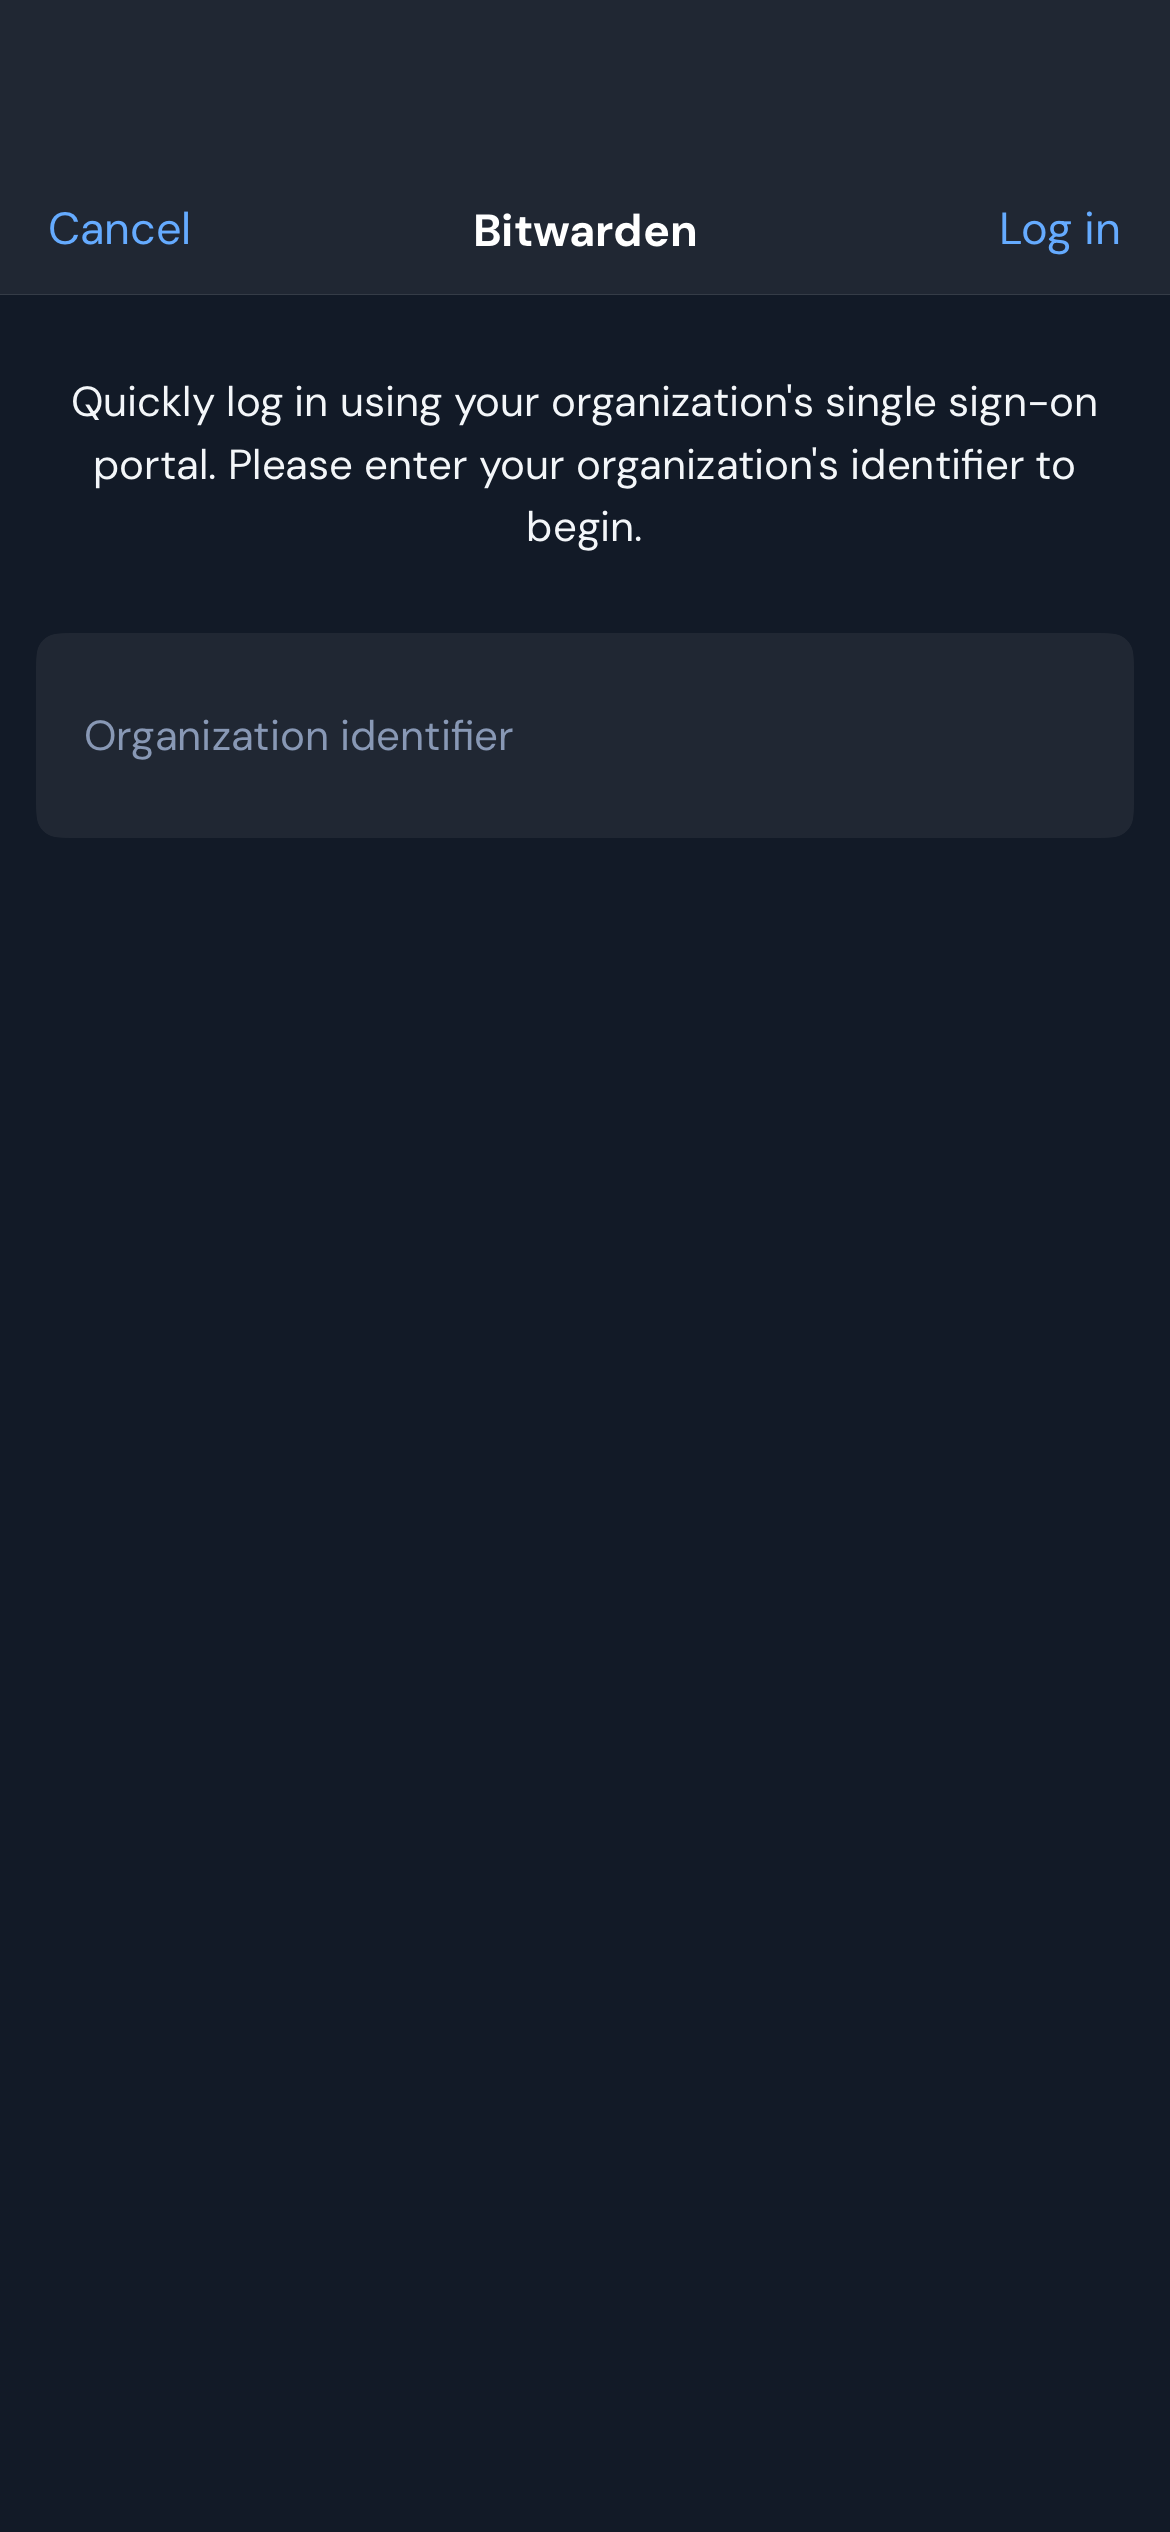 Cancel Bitwarden Log in
Quickly log in using your organization's single sign-on
portal. Please enter your organization's identifier to
begin.
Organization identifier